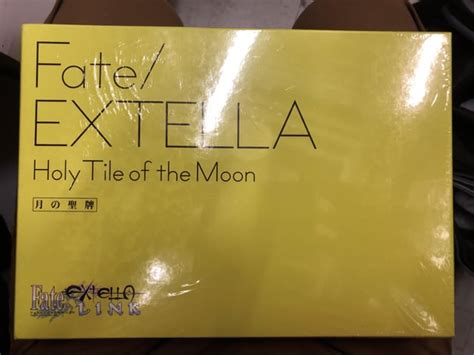 Fate/
EXTELLA
Holy Tile of the Moon
月の聖牌
Fate EXTELLA
LINK